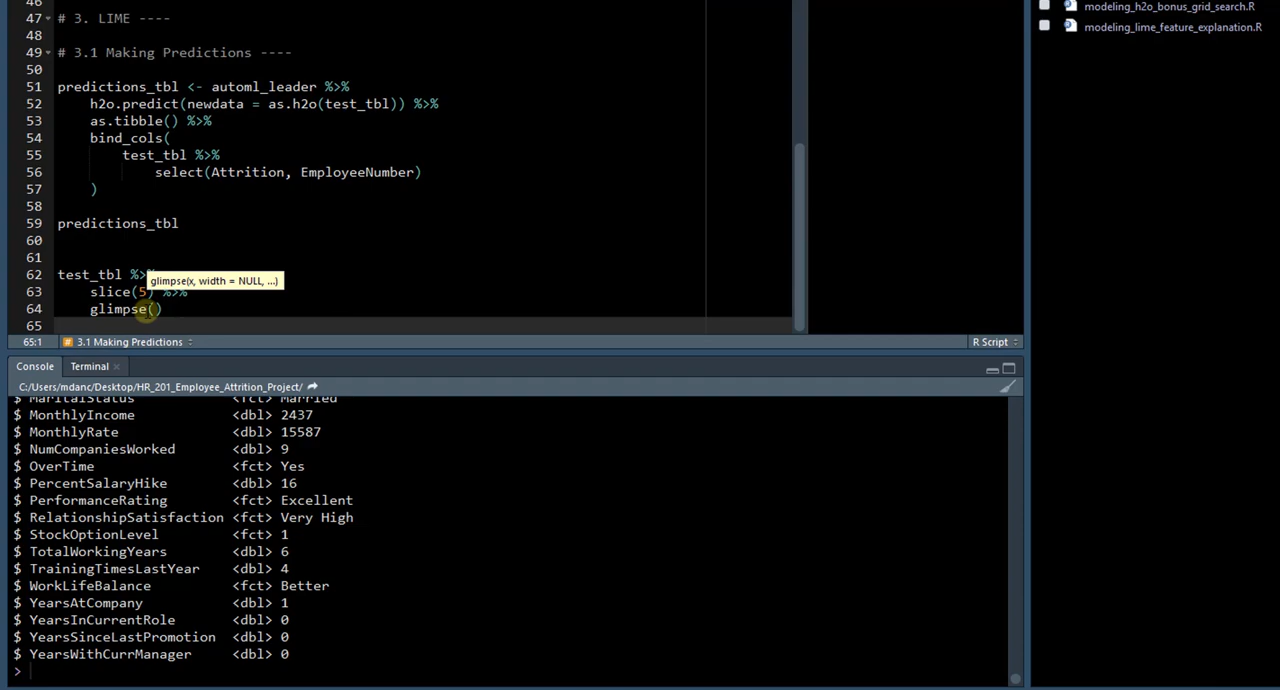 46
47 # 3. LIME ----
48
49 # 3.1 Making Predictions ----
50
51 predictions_tbl <- automl_leader %>%
52 h2o.predict(newdata = as.h2o(test_tbl)) %>%
53 as.tibble() %>%
54 bind_cols(
55 test_tbl %>%
56 select(Attrition, EmployeeNumber)
57 )
58
59 predictions_tbl
60
61
62 test_tbl %>
glimpse(x, width = NULL, ...)
63 slice(5) %>%
64 glimpse()
65
65:1 3.1 Making Predictions R Script
modeling_h2o_bonus_grid_search.R
modeling_lime_feature_explanation.R
Console Terminal
C:/Users/mdanc/Desktop/HR_201_Employee_Attrition_Project/
$ MaritalStatus <fct> Married
$ MonthlyIncome <dbl> 2437
$ MonthlyRate <dbl> 15587
$ NumCompaniesWorked <dbl> 9
$ OverTime <fct> Yes
$ PercentSalaryHike <dbl> 16
$ PerformanceRating <fct> Excellent
$ RelationshipSatisfaction <fct> Very High
$ StockOptionLevel <fct> 1
$ TotalWorkingYears <dbl> 6
$ TrainingTimesLastYear <dbl> 4
$ WorkLifeBalance <fct> Better
$ YearsAtCompany <dbl> 1
$ YearsInCurrentRole <dbl> 0
$ YearsSinceLastPromotion <dbl> 0
$ YearsWithCurrManager <dbl> 0
>